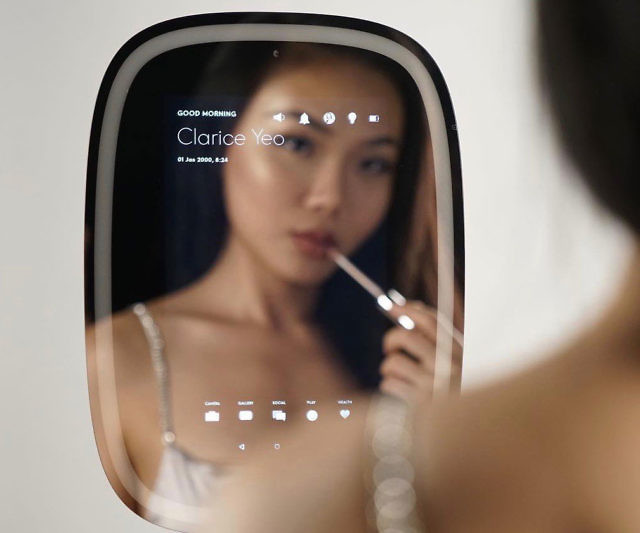 GOOD MORNING
Clarice Yeo
01 Jan 2000, 8:24
CAMERA GALLERY SOCIAL PLAY HEALTH